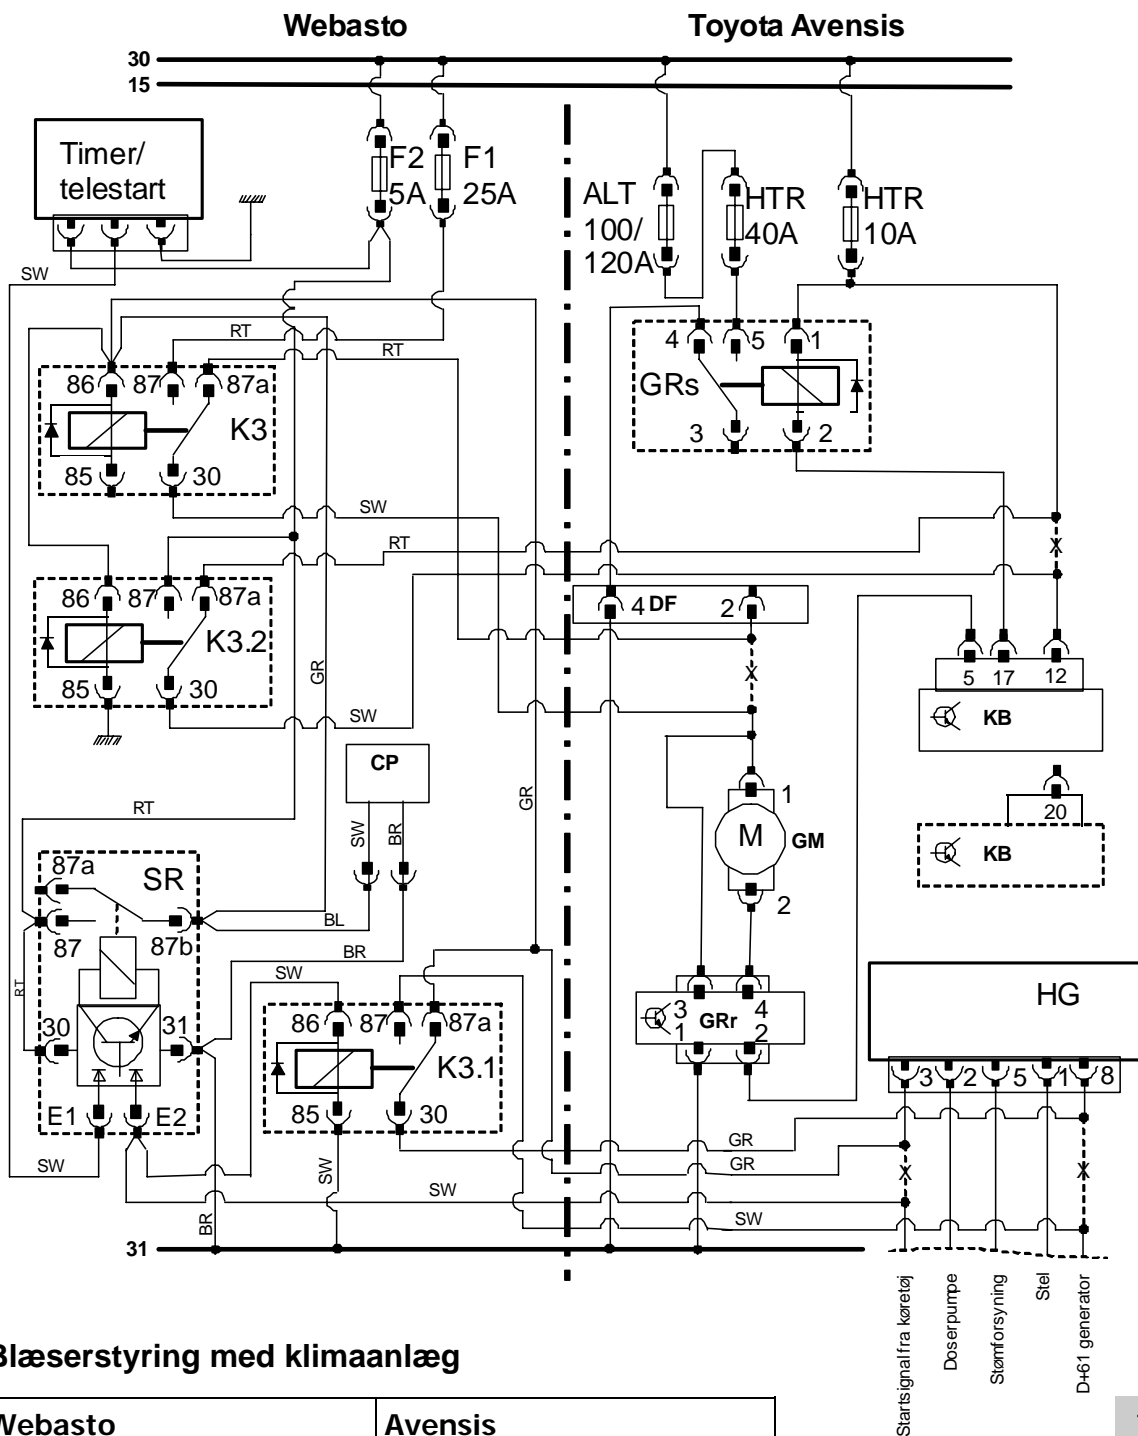 Webasto
Toyota Avensis
30
15
Timer/
telestart
F2
5A
F1
25A
ALT
100/
120A
HTR
40A
HTR
10A
SW
RT
RT
86
87
87a
K3
85
30
4
5
1
GRs
3
2
SW
RT
X
86
87
87a
K3.2
85
30
GR
SW
4
DF
2
X
5
17
12
KB
20
KB
CP
RT
SW
BR
GR
1
M
GM
2
87a
SR
87
87b
BL
BR
RT
SW
30
31
E1
E2
86
87
87a
K3.1
85
30
3
4
GRr
1
2
HG
3
2
5
1
8
SW
SW
BR
GR
GR
SW
SW
X
X
31
Startsignal fra køretøj
Doserpumpe
Stømforsyning
Stel
D+61 generator
Blæserstyring med klimaanlæg
Webasto
Avensis